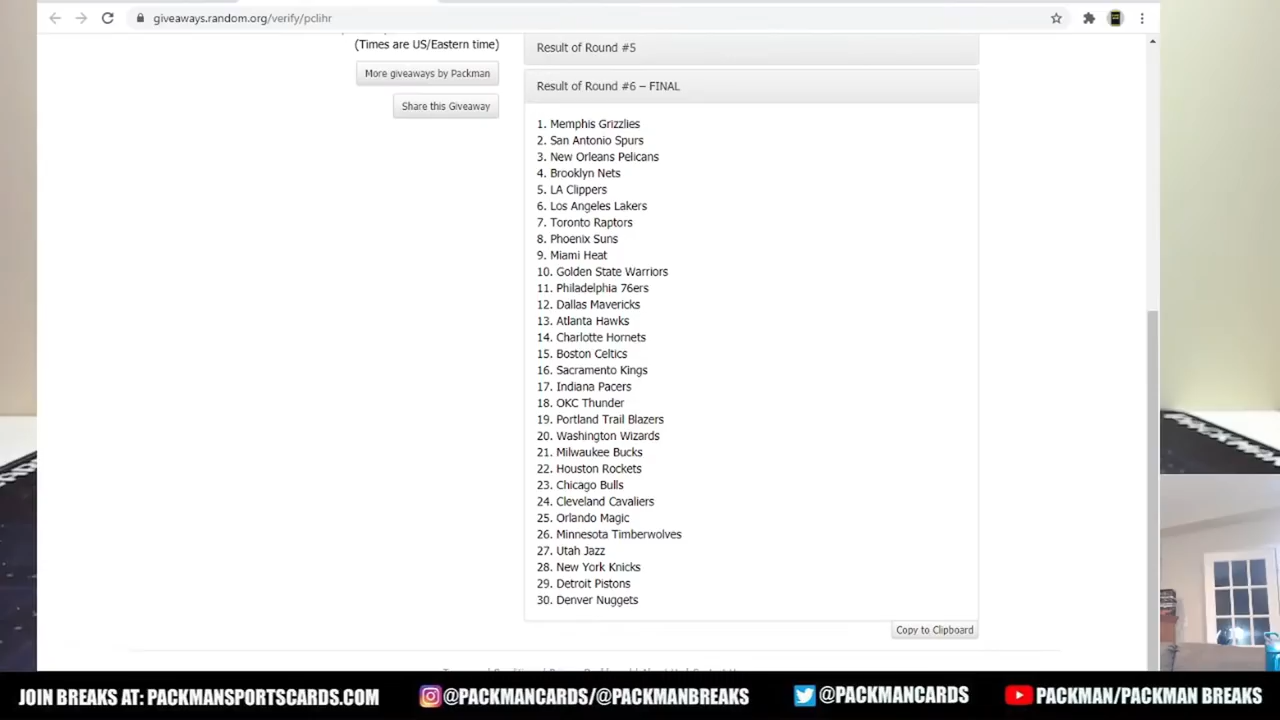 giveaways.random.org/verify/pclihr
(Times are US/Eastern time)
More giveaways by Packman
Share this Giveaway
Result of Round #5
Result of Round #6 – FINAL
1. Memphis Grizzlies
2. San Antonio Spurs
3. New Orleans Pelicans
4. Brooklyn Nets
5. LA Clippers
6. Los Angeles Lakers
7. Toronto Raptors
8. Phoenix Suns
9. Miami Heat
10. Golden State Warriors
11. Philadelphia 76ers
12. Dallas Mavericks
13. Atlanta Hawks
14. Charlotte Hornets
15. Boston Celtics
16. Sacramento Kings
17. Indiana Pacers
18. OKC Thunder
19. Portland Trail Blazers
20. Washington Wizards
21. Milwaukee Bucks
22. Houston Rockets
23. Chicago Bulls
24. Cleveland Cavaliers
25. Orlando Magic
26. Minnesota Timberwolves
27. Utah Jazz
28. New York Knicks
29. Detroit Pistons
30. Denver Nuggets
Copy to Clipboard
JOIN BREAKS AT: PACKMANSPORTSCARDS.COM
@PACKMANCARDS/@PACKMANBREAKS
@PACKMANCARDS
PACKMAN/PACKMAN BREAKS